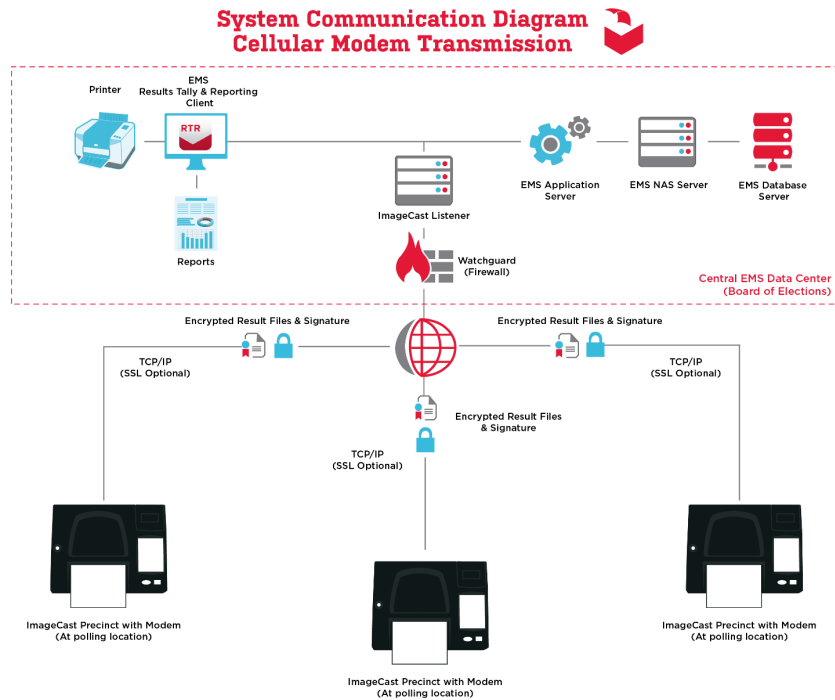 System Communication Diagram
Cellular Modem Transmission
Printer
EMS
Results Tally & Reporting
Client
RTR
Reports
ImageCast Listener
EMS Application
Server
EMS NAS Server
EMS Database
Server
Watchguard
(Firewall)
Central EMS Data Center
(Board of Elections)
Encrypted Result Files & Signature
Encrypted Result Files & Signature
TCP/IP
(SSL Optional)
TCP/IP
(SSL Optional)
Encrypted Result Files
& Signature
TCP/IP
(SSL Optional)
ImageCast Precinct with Modem
(At polling location)
ImageCast Precinct with Modem
(At polling location)
ImageCast Precinct with Modem
(At polling location)